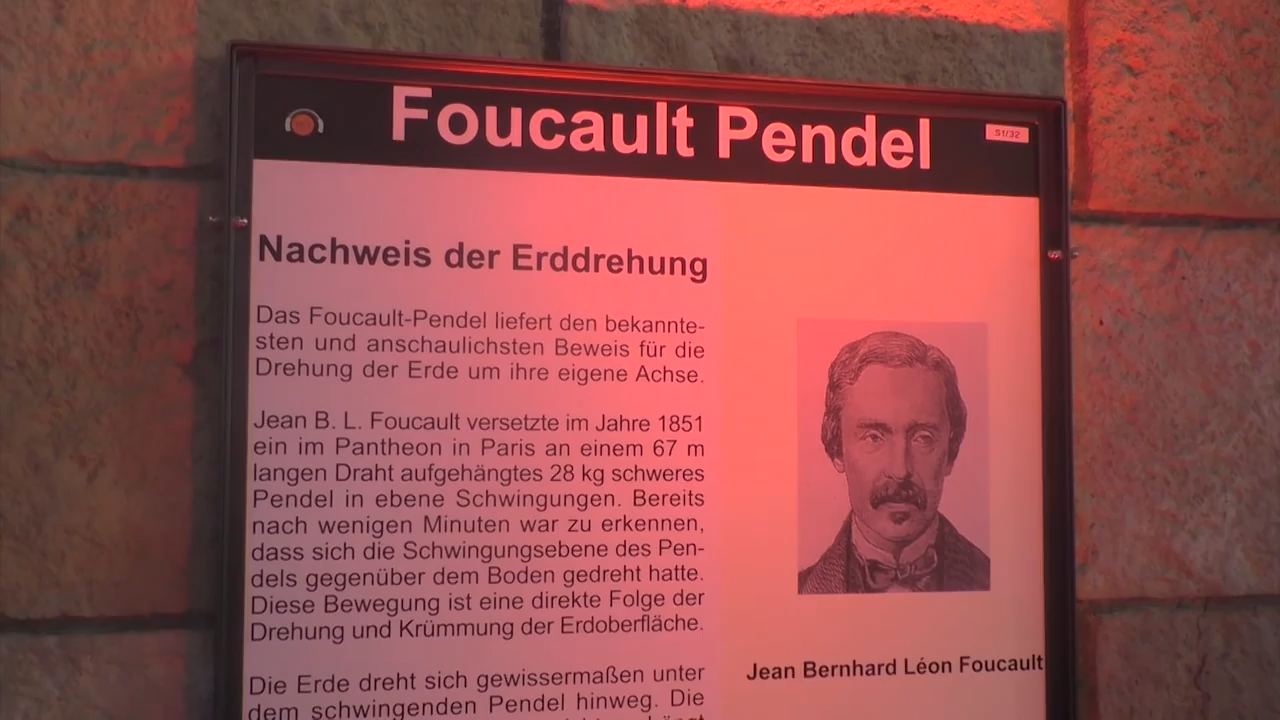 Foucault Pendel
S1/32
Nachweis der Erddrehung
Das Foucault-Pendel liefert den bekannte-
sten und anschaulichsten Beweis für die
Drehung der Erde um ihre eigene Achse.
Jean B. L. Foucault versetzte im Jahre 1851
ein im Pantheon in Paris an einem 67 m
langen Draht aufgehängtes 28 kg schweres
Pendel in ebene Schwingungen. Bereits
nach wenigen Minuten war zu erkennen,
dass sich die Schwingungsebene des Pen-
dels gegenüber dem Boden gedreht hatte.
Diese Bewegung ist eine direkte Folge der
Drehung und Krümmung der Erdoberfläche.
Die Erde dreht sich gewissermaßen unter
dem schwingenden Pendel hinweg. Die
Jean Bernhard Léon Foucault